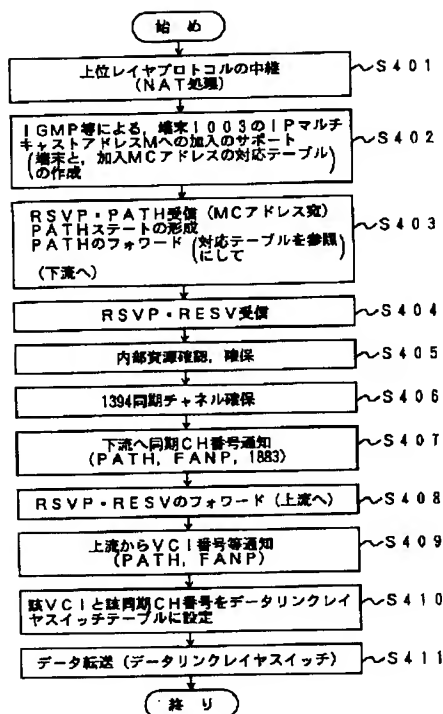 始め
上位レイヤプロトコルの中継
(NAT処理)
S401
IGMP等による,端末1003のIPマルチ
キャストアドレスMへの加入のサポート
(端末と,加入MCアドレスの対応テーブル)
の作成
S402
RSVP・PATH受信(MCアドレス宛)
PATHステートの形成
PATHのフォワード(対応テーブルを参照
にして)
(下流へ)
S403
RSVP・RESV受信
S404
内部資源確認,確保
S405
1394同期チャネル確保
S406
下流へ同期CH番号通知
(PATH,FANP,1883)
S407
RSVP・RESVのフォワード(上流へ)
S408
上流からVCI番号等通知
(PATH,FANP)
S409
該VCIと該同期CH番号をデータリンクレイ
ヤスイッチテーブルに設定
S410
データ転送(データリンクレイヤスイッチ)
S411
終り